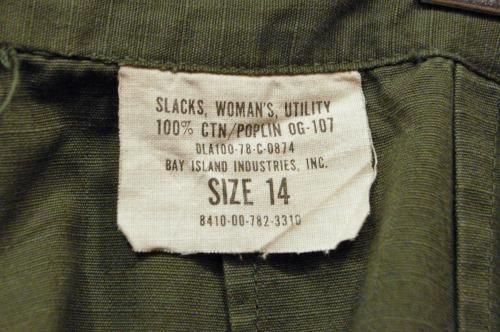 SLACKS, WOMAN'S, UTILITY
100% CTN/POPLIN OG-107
DLA100-78-C-0874
BAY ISLAND INDUSTRIES, INC.
SIZE 14
8410-00-782-3310